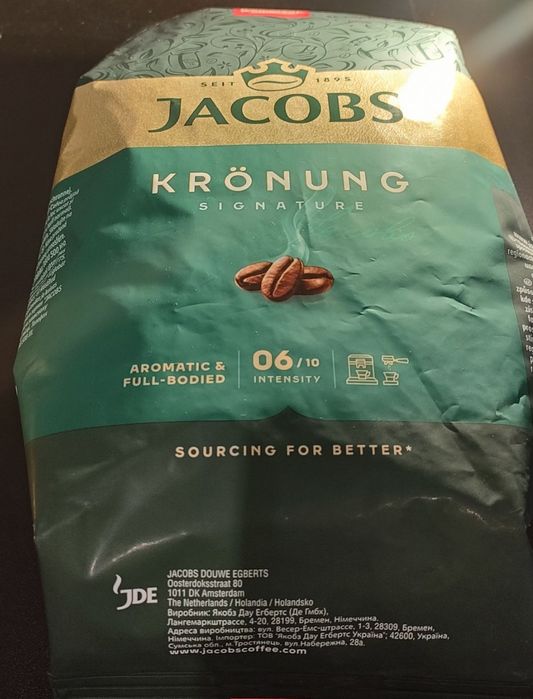 SEIT 1895
JACOBS
KRÖNUNG
SIGNATURE
AROMATIC &
FULL-BODIED
06/10
INTENSITY
SOURCING FOR BETTER*
JDE
JACOBS DOUWE EGBERTS
Oosterdoksstraat 80
1011 DK Amsterdam
The Netherlands / Holandia / Holandsko
Виробник: Якобз Дау Егбертс (Де Гмбх),
Лангемаркштрассе, 4-20, 28199, Бремен, Німеччина.
Адреса виробництва: вул. Весер-Емс-штрассе, 1-3, 28309, Бремен,
Німеччина. Імпортер: ТОВ "Якобз Дау Егбертс Україна", 42600, Україна,
Сумська обл., м.Тростянець, вул.Набережна, 28а.
www.jacobscoffee.com